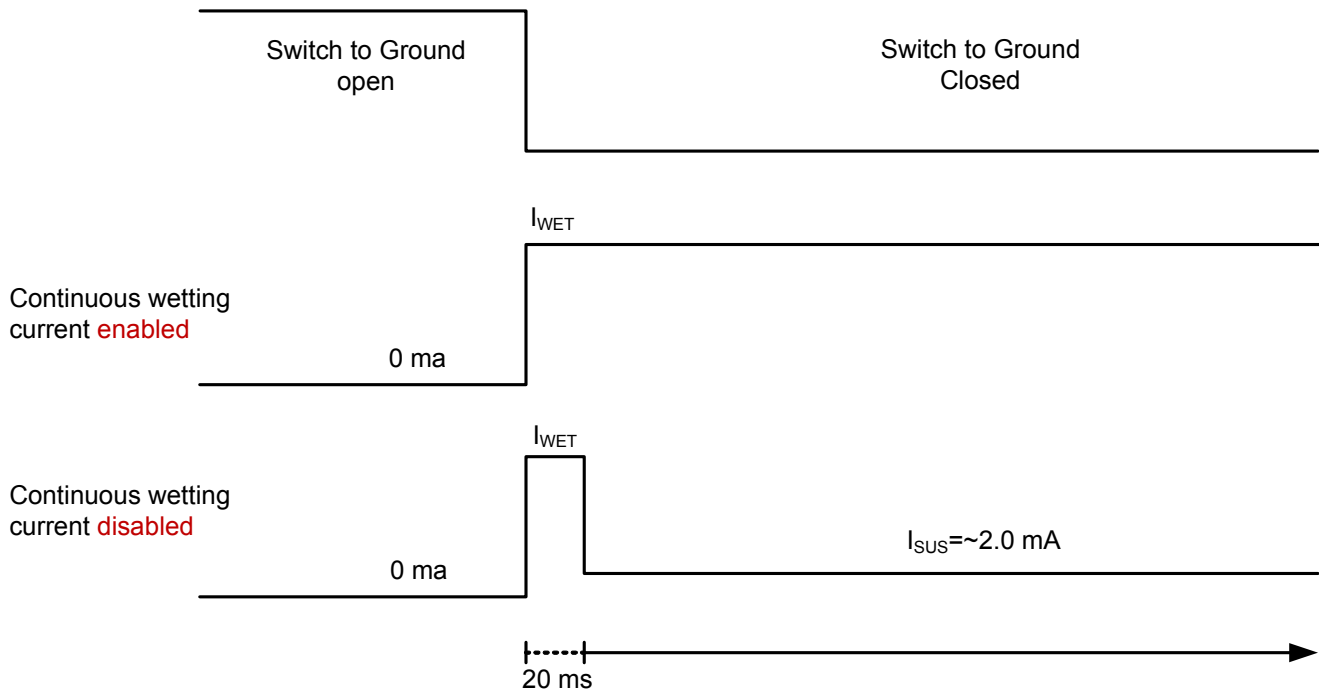 Switch to Ground
open
Switch to Ground
Closed
IWET
Continuous wetting
current enabled
0 ma
IWET
Continuous wetting
current disabled
ISUS=~2.0 mA
0 ma
20 ms